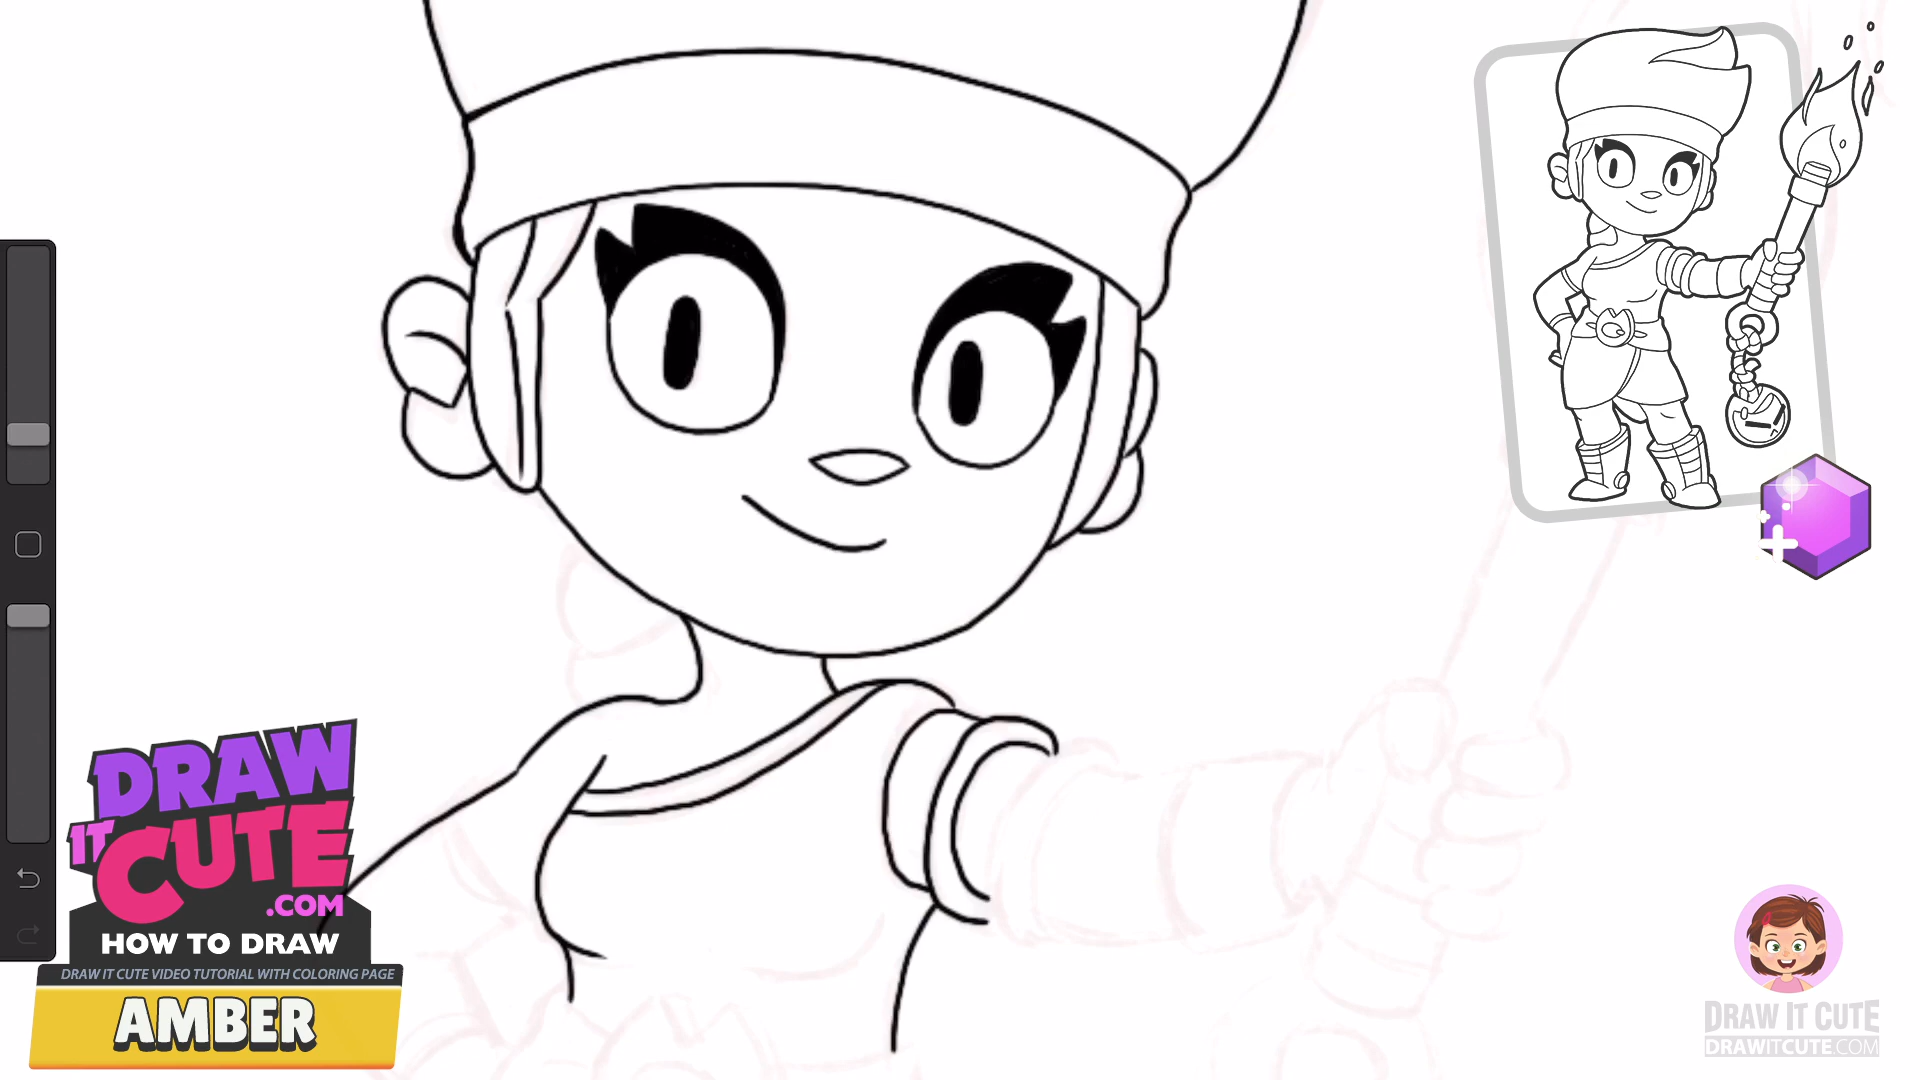 DRAW
IT CUTE
.COM
HOW TO DRAW
DRAW IT CUTE VIDEO TUTORIAL WITH COLORING PAGE
AMBER
DRAW IT CUTE
DRAWITCUTE.COM